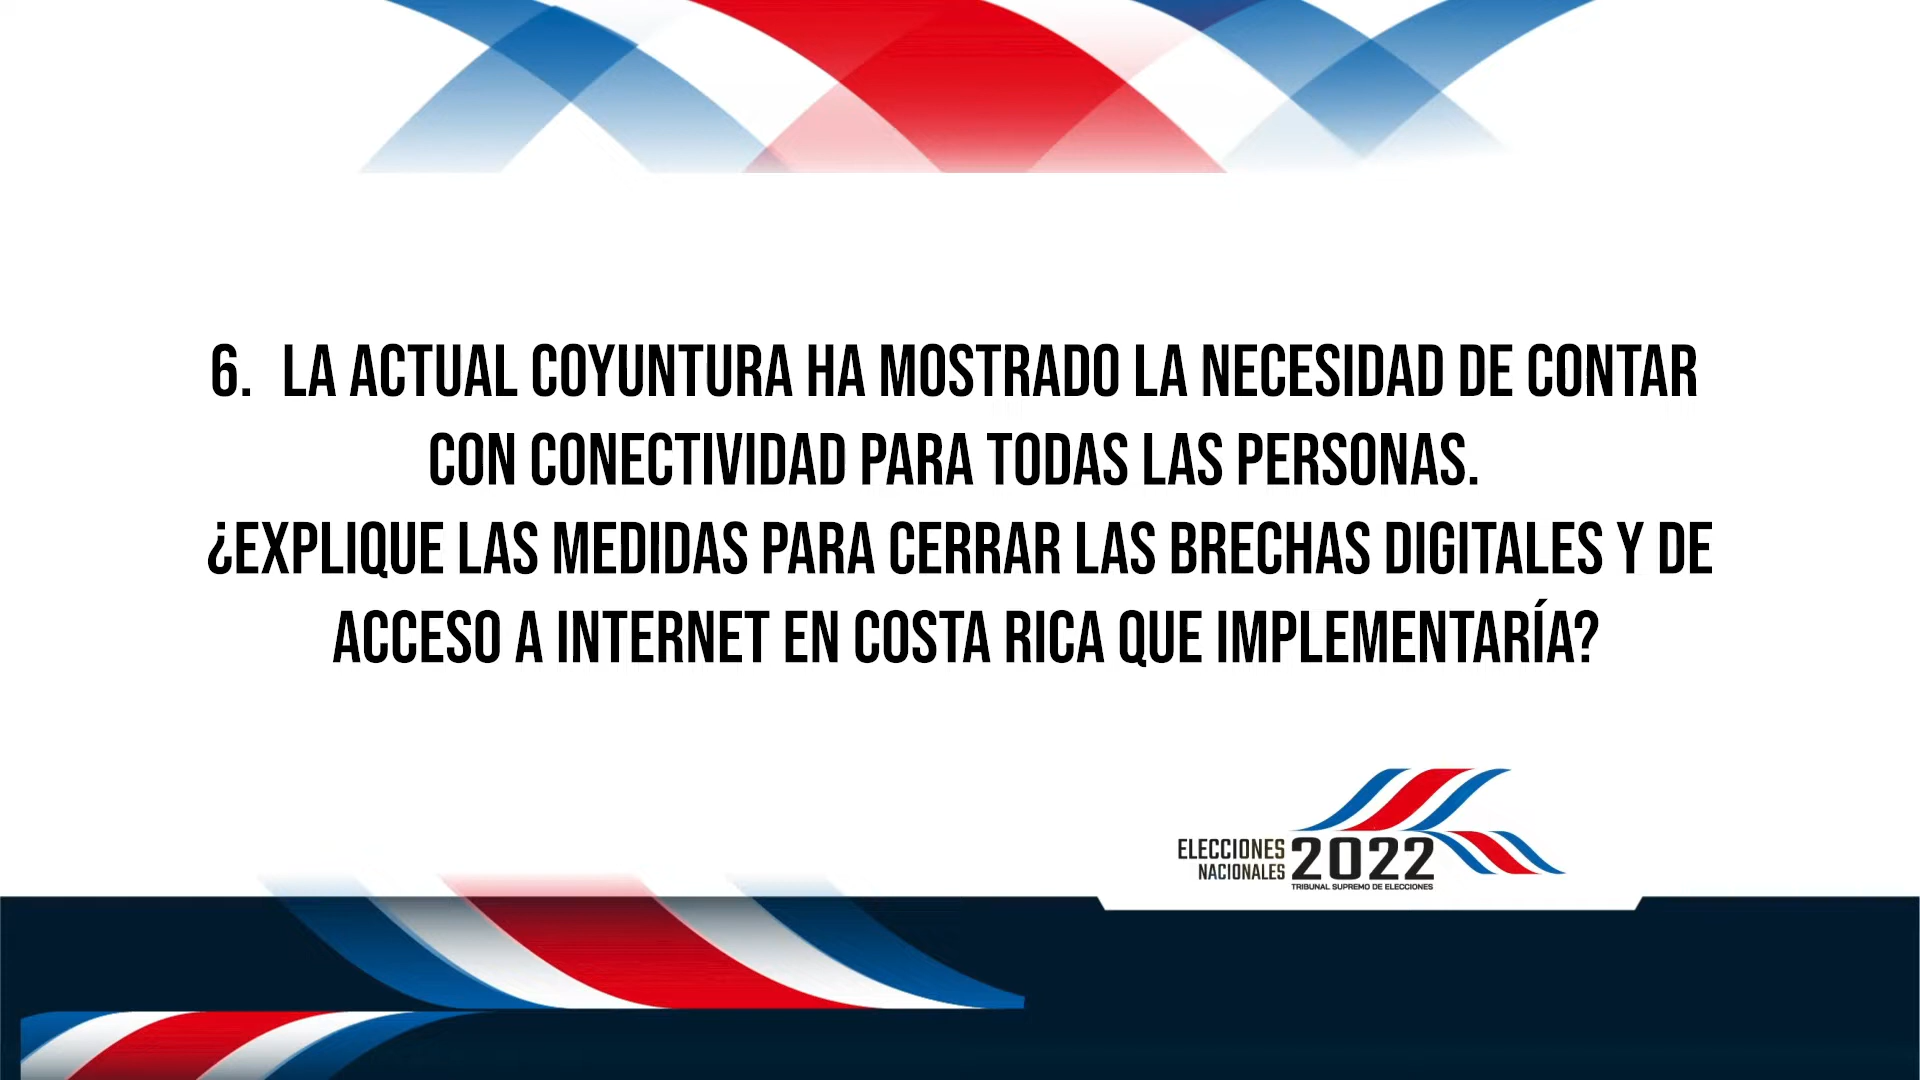 6. LA ACTUAL COYUNTURA HA MOSTRADO LA NECESIDAD DE CONTAR
CON CONECTIVIDAD PARA TODAS LAS PERSONAS.
¿EXPLIQUE LAS MEDIDAS PARA CERRAR LAS BRECHAS DIGITALES Y DE
ACCESO A INTERNET EN COSTA RICA QUE IMPLEMENTARÍA?
ELECCIONES
NACIONALES
2022
TRIBUNAL SUPREMO DE ELECCIONES